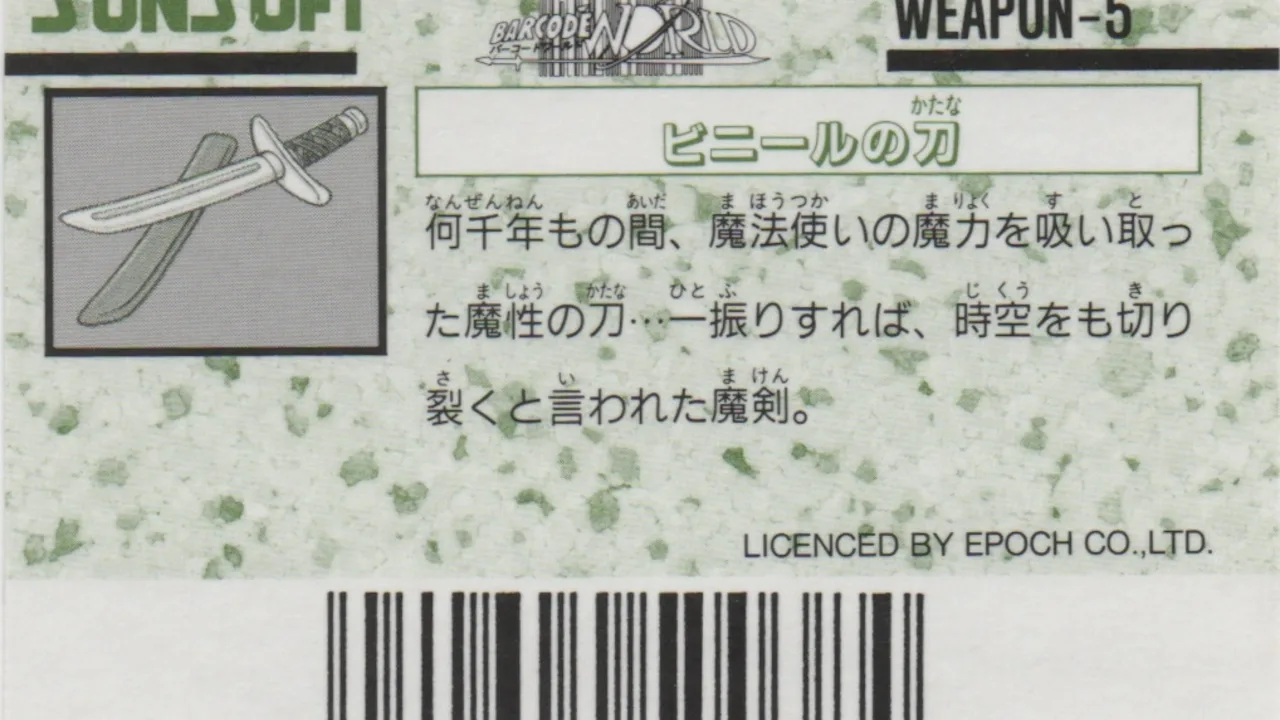 SUNSOFT
BARCODE WORLD
バーコードワールド
WEAPON-5
かたな
ビニールの刀
なんぜんねん あいだ ま ほうつか ま りょく す と
何千年もの間、魔法使いの魔力を吸い取っ
ま しょう かたな ひと ふ じ くう き
た魔性の刀…一振りすれば、時空をも切り
さ い ま けん
裂くと言われた魔剣。
LICENCED BY EPOCH CO.,LTD.